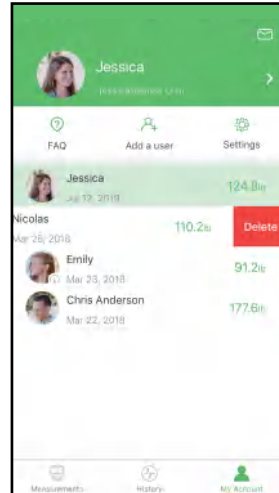 Jessica
FAQ
Add a user
Settings
Jessica
124.8lb
Jul 12, 2019
Nicolas
110.2lb
Delete
Mar 26, 2018
Emily
91.2lb
Mar 23, 2018
Chris Anderson
177.6lb
Mar 22, 2018
Measurements
History
My Account